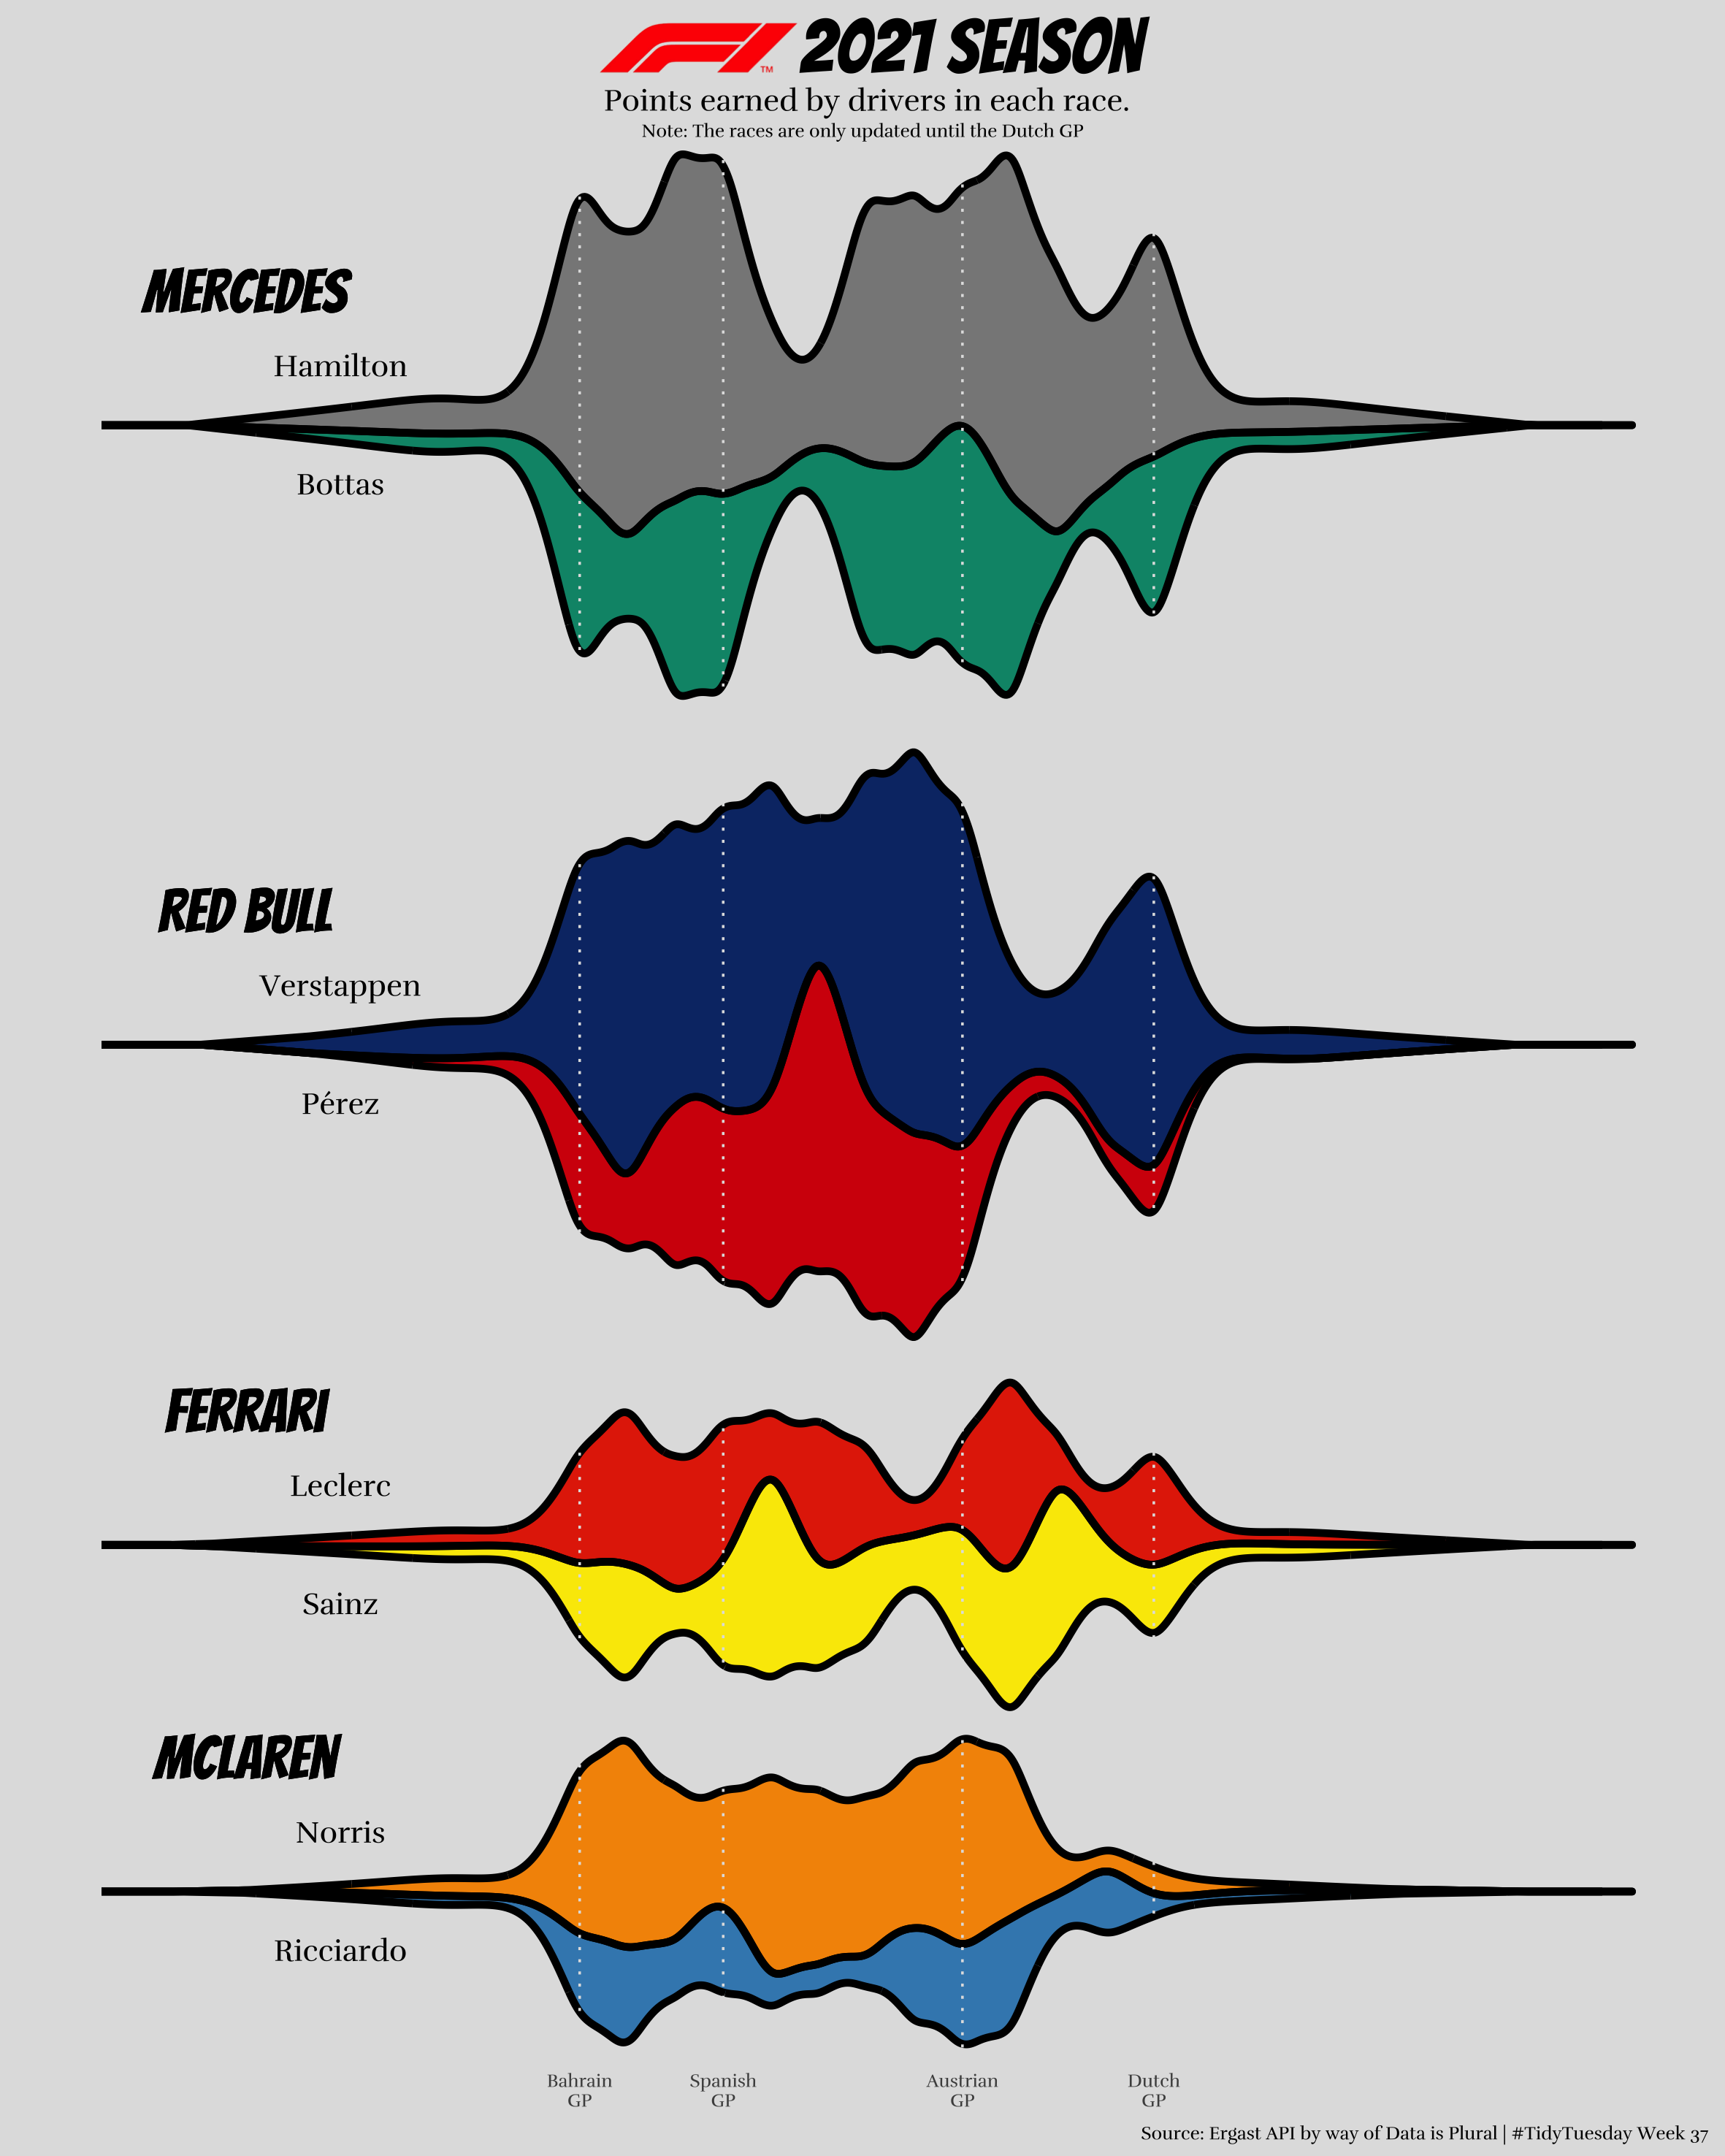 F1 ™ 2021 SEASON
Points earned by drivers in each race.
Note: The races are only updated until the Dutch GP
MERCEDES
Hamilton
Bottas
RED BULL
Verstappen
Pérez
FERRARI
Leclerc
Sainz
MCLAREN
Norris
Ricciardo
Bahrain
GP
Spanish
GP
Austrian
GP
Dutch
GP
Source: Ergast API by way of Data is Plural | #TidyTuesday Week 37